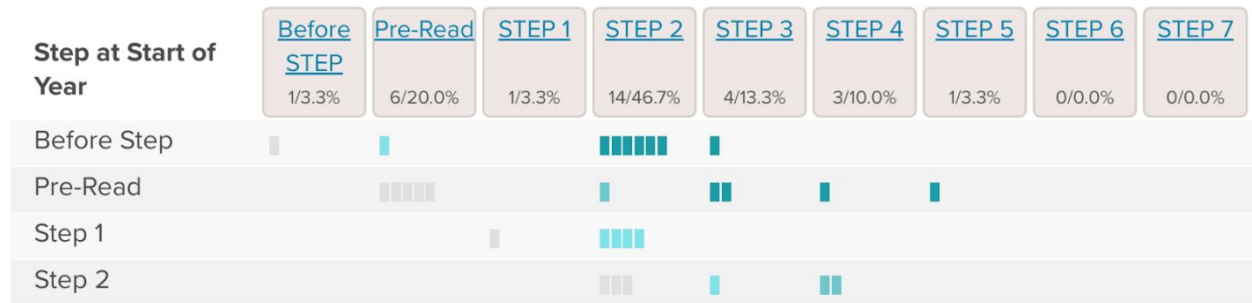 Step at Start of Year
Before STEP
Pre-Read
STEP 1
STEP 2
STEP 3
STEP 4
STEP 5
STEP 6
STEP 7
1/3.3%
6/20.0%
1/3.3%
14/46.7%
4/13.3%
3/10.0%
1/3.3%
0/0.0%
0/0.0%
Before Step
Pre-Read
Step 1
Step 2